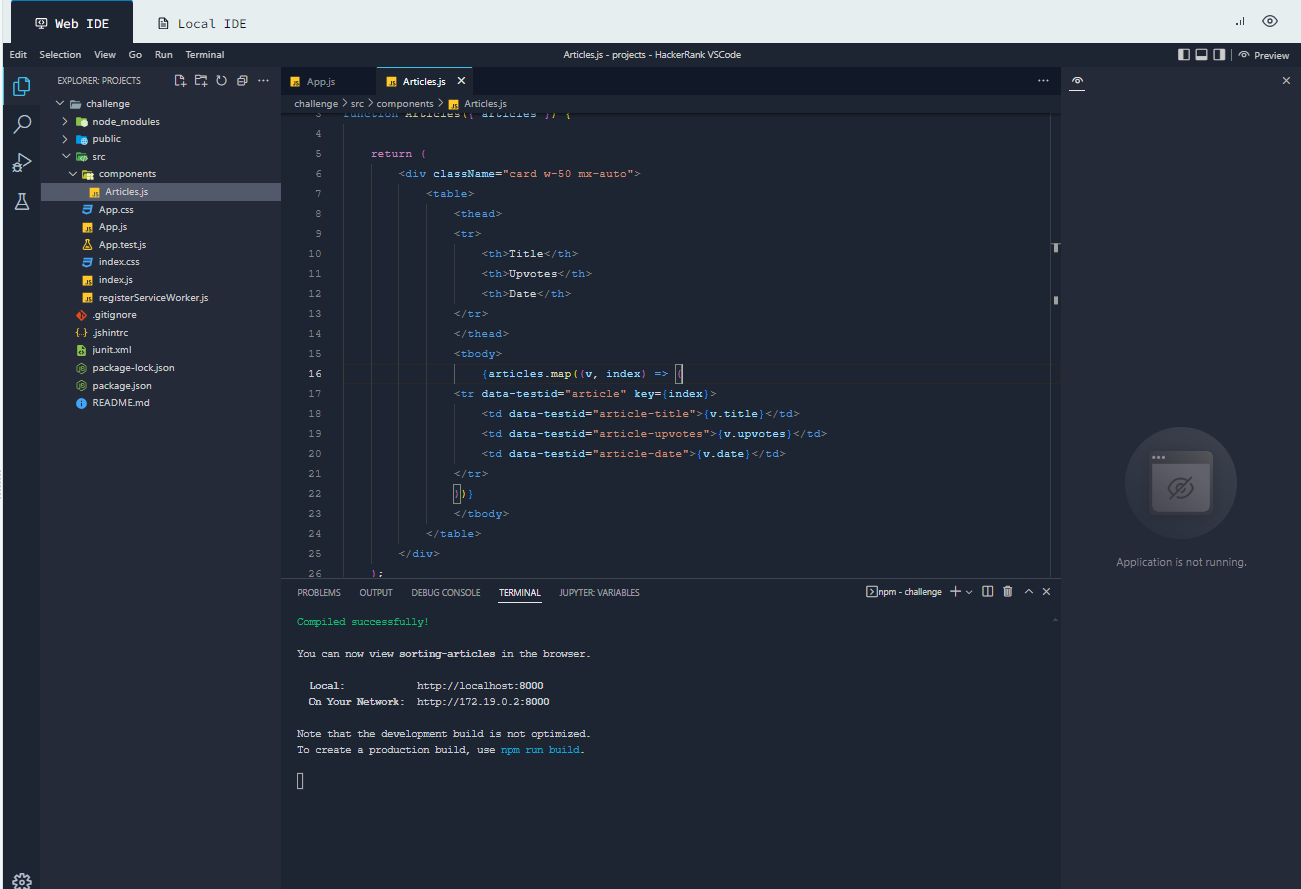 Web IDE
Local IDE
Edit Selection View Go Run Terminal
Articles.js - projects - HackerRank VSCode
Preview
EXPLORER: PROJECTS
challenge
node_modules
public
src
components
Articles.js
App.css
App.js
App.test.js
index.css
index.js
registerServiceWorker.js
.gitignore
.jshintrc
junit.xml
package-lock.json
package.json
README.md
App.js
Articles.js
challenge > src > components > Articles.js
3 function Articles({ articles }) {
4
5 return (
6 <div className="card w-50 mx-auto">
7 <table>
8 <thead>
9 <tr>
10 <th>Title</th>
11 <th>Upvotes</th>
12 <th>Date</th>
13 </tr>
14 </thead>
15 <tbody>
16 {articles.map((v, index) => (
17 <tr data-testid="article" key={index}>
18 <td data-testid="article-title">{v.title}</td>
19 <td data-testid="article-upvotes">{v.upvotes}</td>
20 <td data-testid="article-date">{v.date}</td>
21 </tr>
22 ))}
23 </tbody>
24 </table>
25 </div>
26 );
PROBLEMS OUTPUT DEBUG CONSOLE TERMINAL JUPYTER: VARIABLES
npm - challenge
Compiled successfully!
You can now view sorting-articles in the browser.
Local: http://localhost:8000
On Your Network: http://172.19.0.2:8000
Note that the development build is not optimized.
To create a production build, use npm run build.
Application is not running.